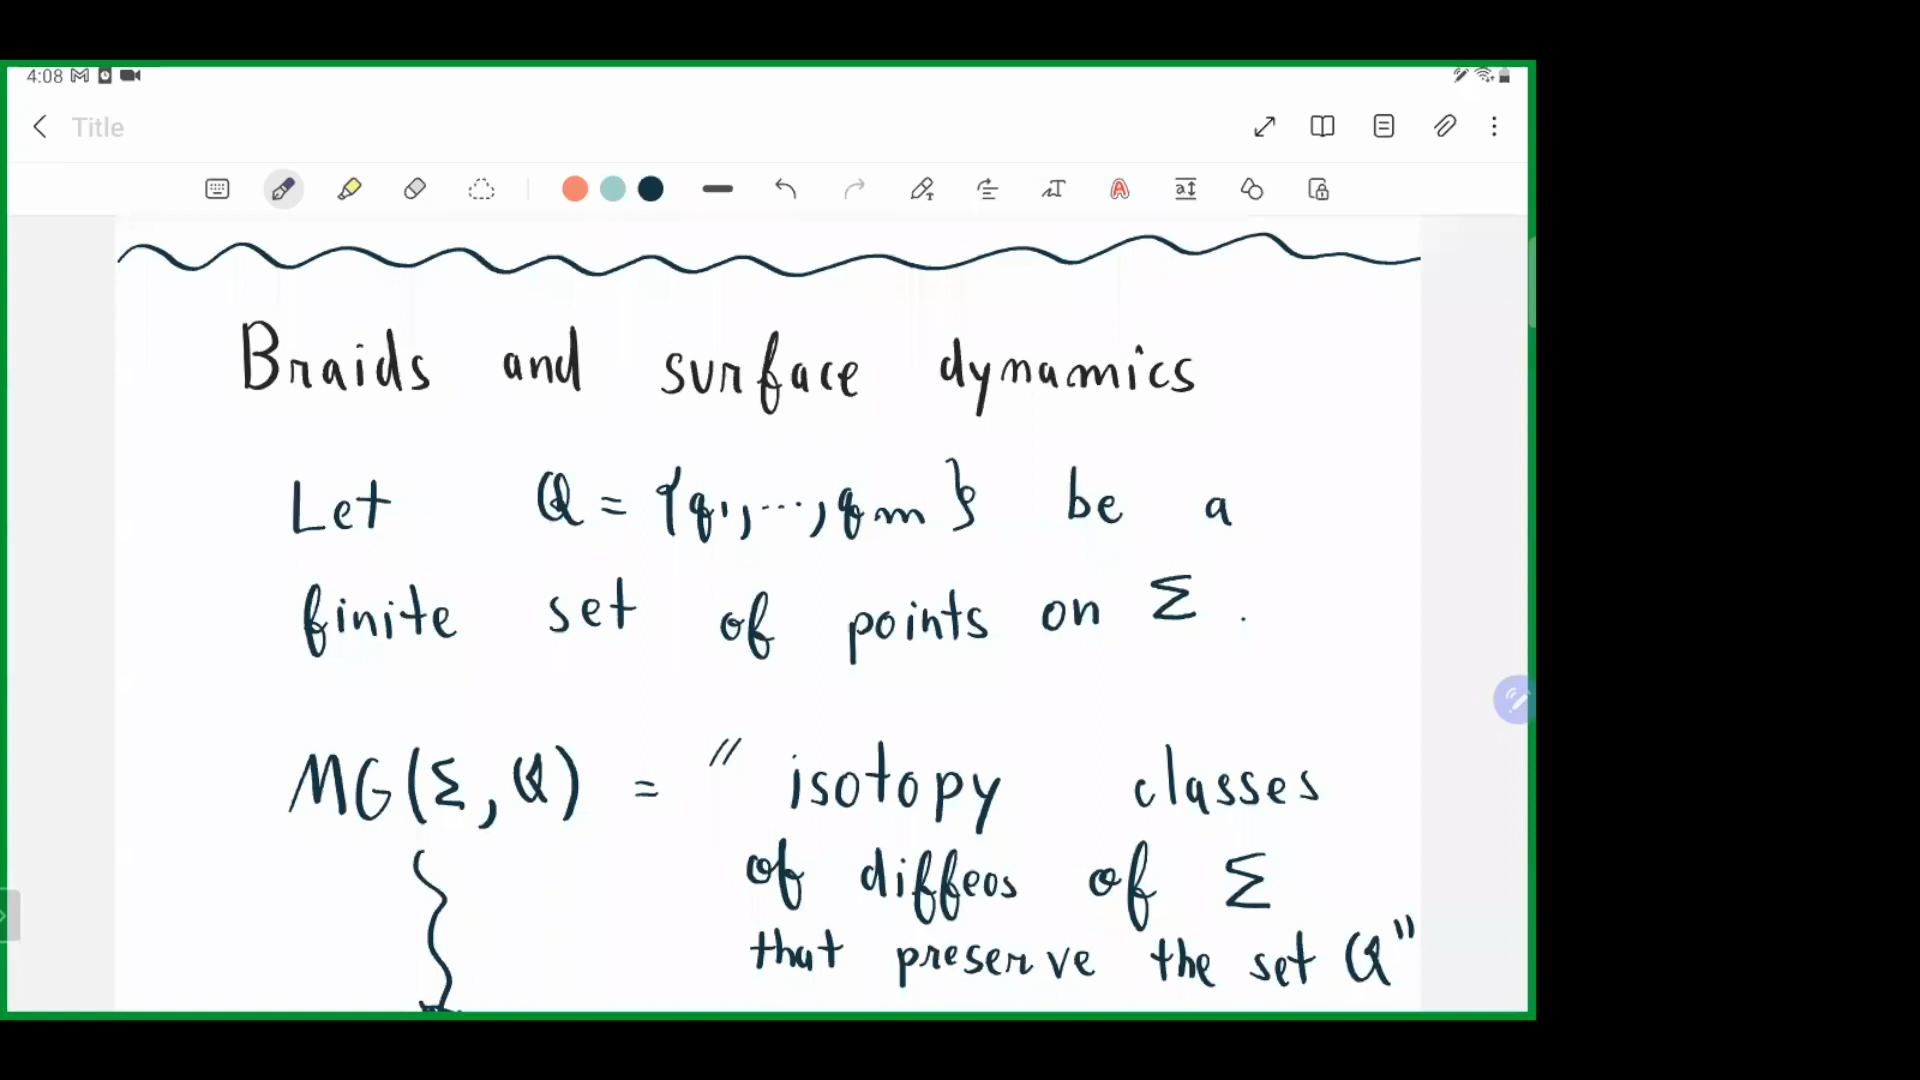 4:08
Title
Braids and surface dynamics
Let Q = {q1,...,qm} be a
finite set of points on Σ.
MG(Σ,Q) = " isotopy classes
of diffeos of Σ
that preserve the set Q"